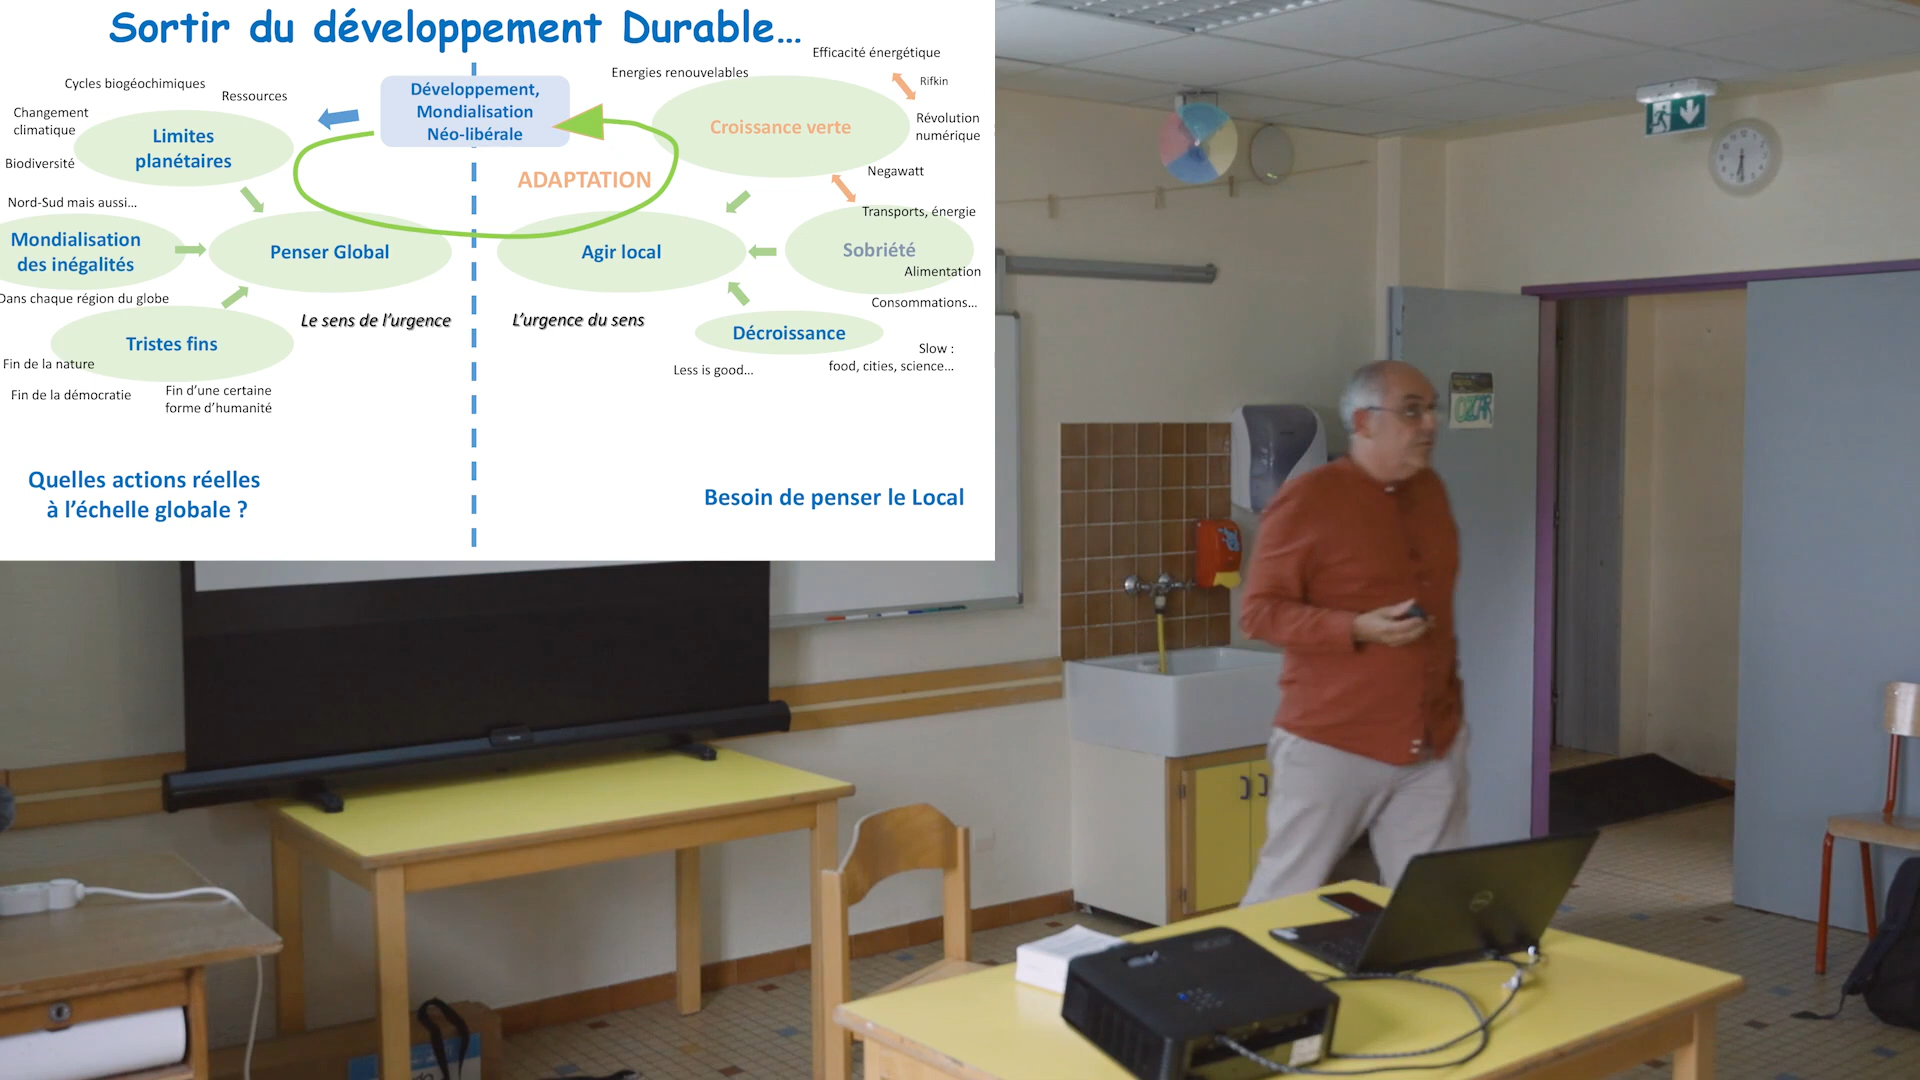 Sortir du développement Durable...
Cycles biogéochimiques
Ressources
Changement
climatique
Limites
planétaires
Biodiversité
Développement,
Mondialisation
Néo-libérale
Energies renouvelables
Efficacité énergétique
Rifkin
Révolution
numérique
Croissance verte
Negawatt
ADAPTATION
Nord-Sud mais aussi...
Mondialisation
des inégalités
Dans chaque région du globe
Penser Global
Agir local
Transports, énergie
Sobriété
Alimentation
Consommations...
Tristes fins
Fin de la nature
Fin de la démocratie
Fin d'une certaine
forme d'humanité
Le sens de l'urgence
L'urgence du sens
Décroissance
Less is good...
Slow :
food, cities, science...
Quelles actions réelles
à l'échelle globale ?
Besoin de penser le Local